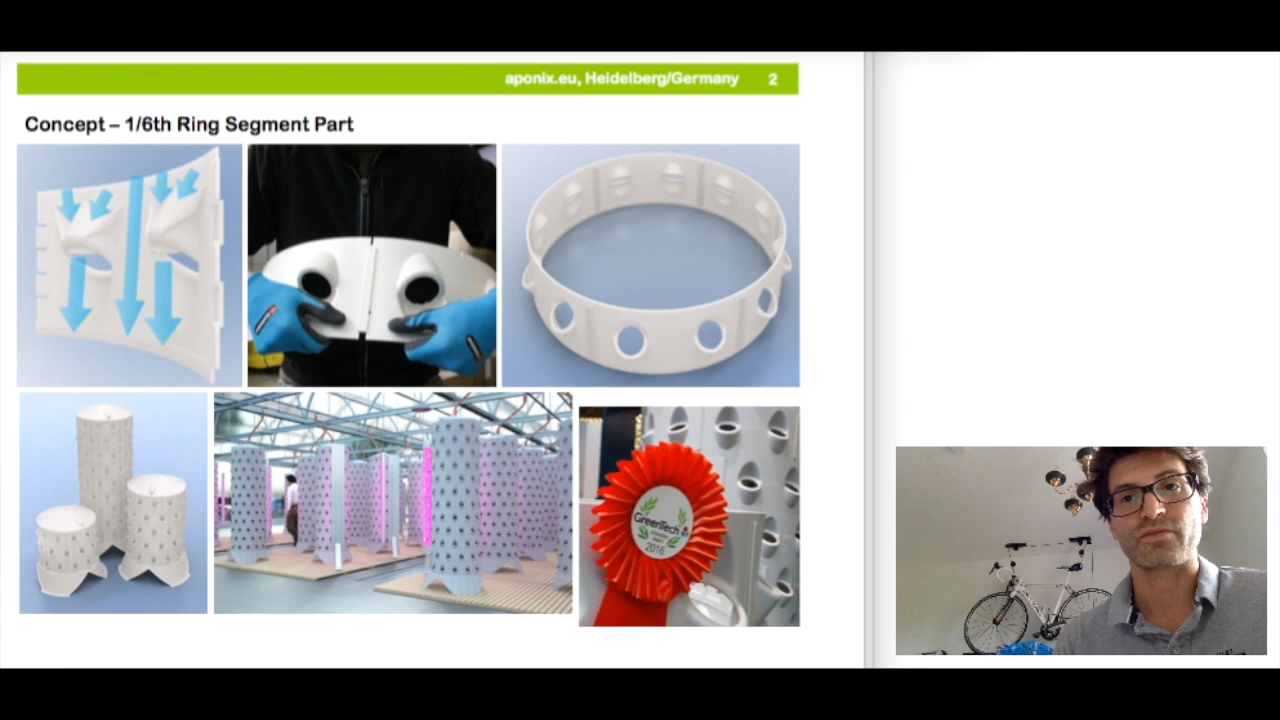 aponix.eu, Heidelberg/Germany 2
Concept – 1/6th Ring Segment Part
GreenTech
2016